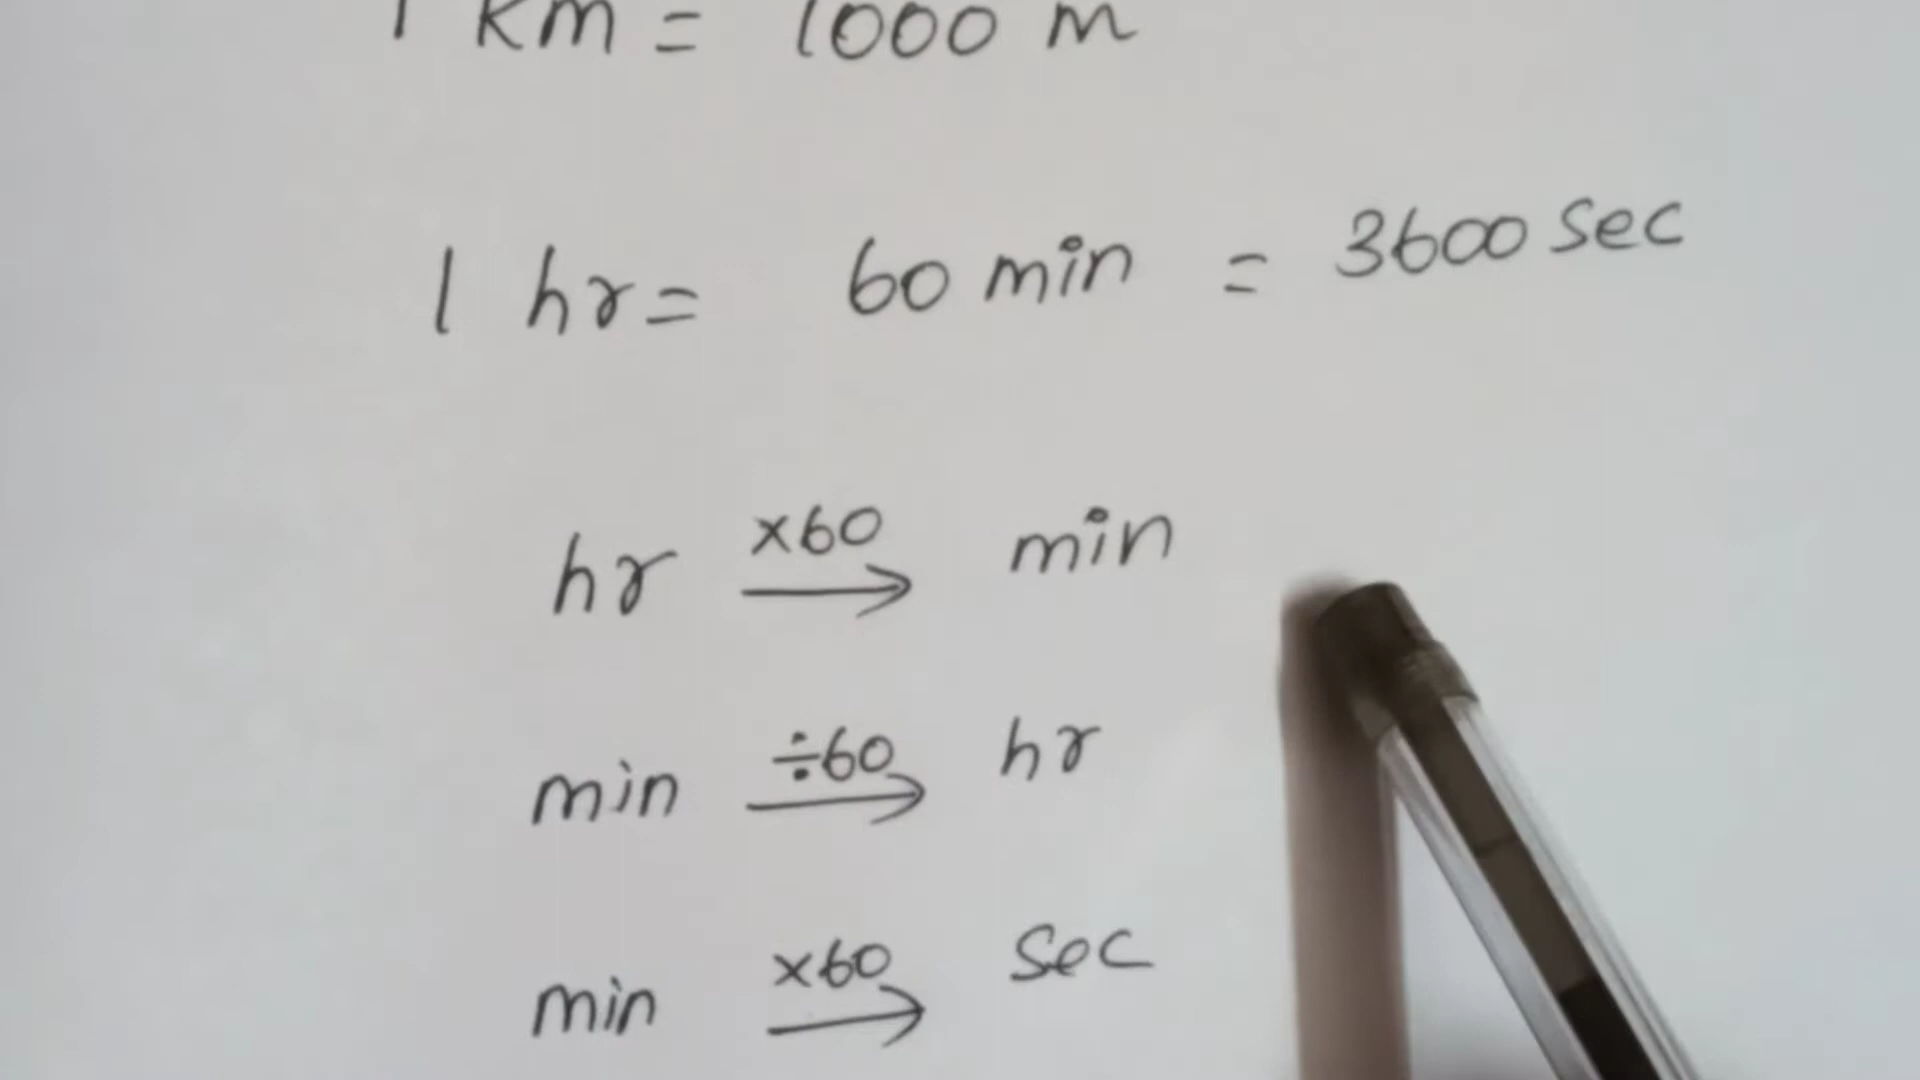 1 km = 1000 m
1 hr = 60 min = 3600 sec
hr ×60 → min
min ÷60 → hr
min ×60 → sec